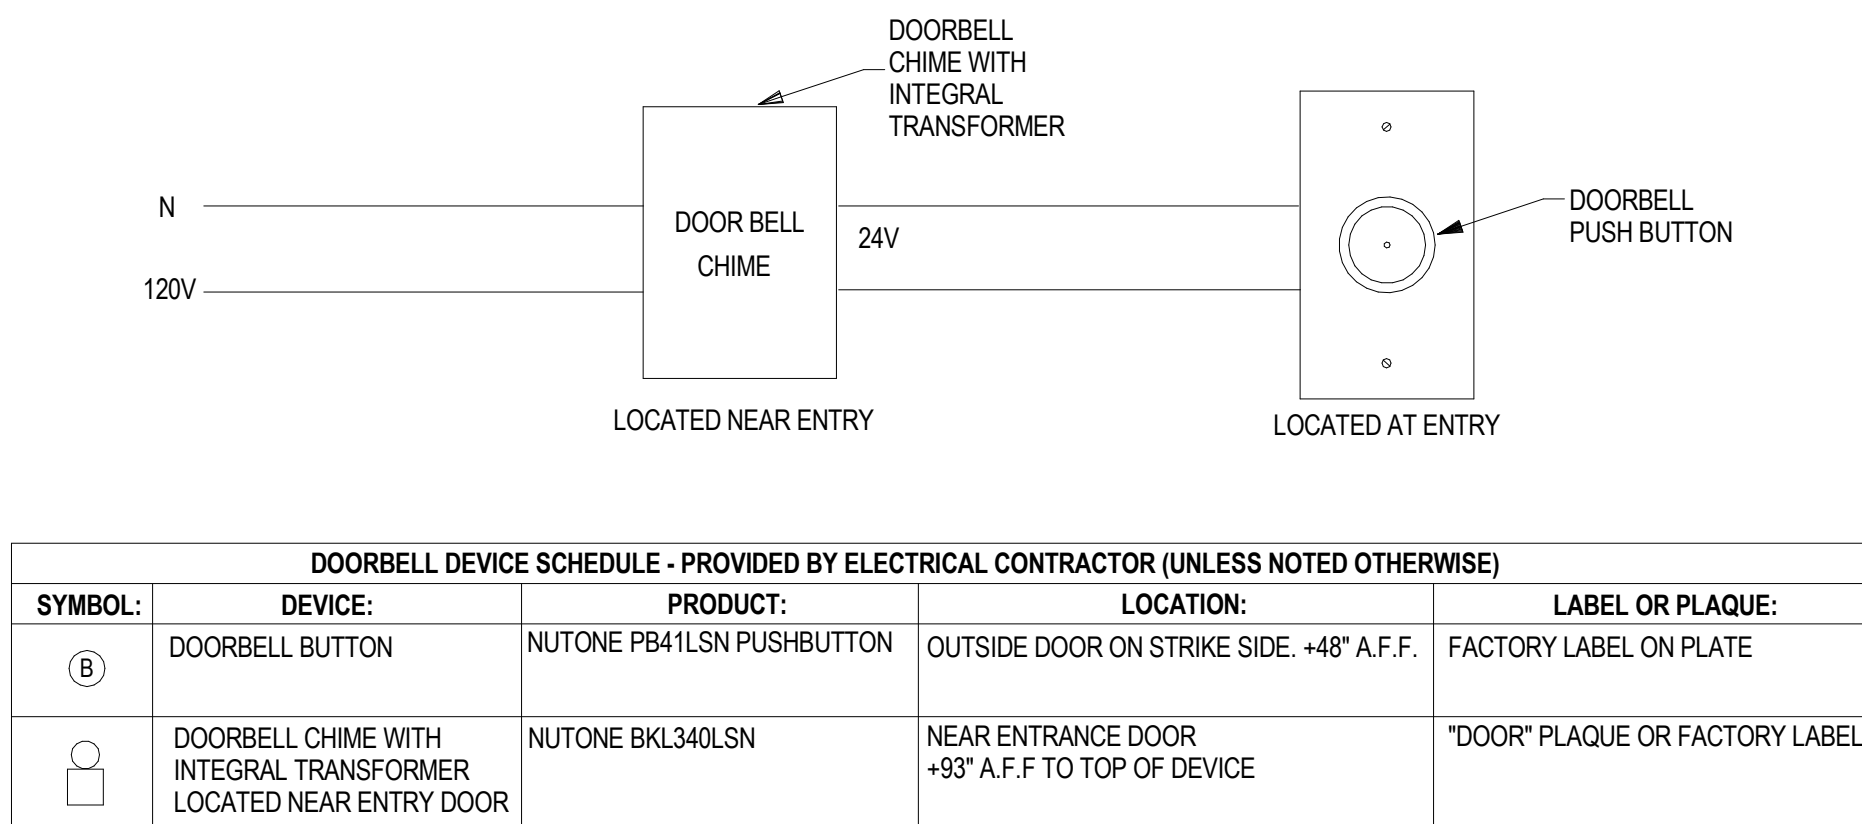 DOORBELL
CHIME WITH
INTEGRAL
TRANSFORMER
N
120V
DOOR BELL
CHIME
24V
DOORBELL
PUSH BUTTON
LOCATED NEAR ENTRY
LOCATED AT ENTRY
DOORBELL DEVICE SCHEDULE - PROVIDED BY ELECTRICAL CONTRACTOR (UNLESS NOTED OTHERWISE)
SYMBOL: DEVICE: PRODUCT: LOCATION: LABEL OR PLAQUE:
B DOORBELL BUTTON NUTONE PB41LSN PUSHBUTTON OUTSIDE DOOR ON STRIKE SIDE. +48" A.F.F. FACTORY LABEL ON PLATE
DOORBELL CHIME WITH NUTONE BKL340LSN NEAR ENTRANCE DOOR "DOOR" PLAQUE OR FACTORY LABEL
INTEGRAL TRANSFORMER +93" A.F.F TO TOP OF DEVICE
LOCATED NEAR ENTRY DOOR